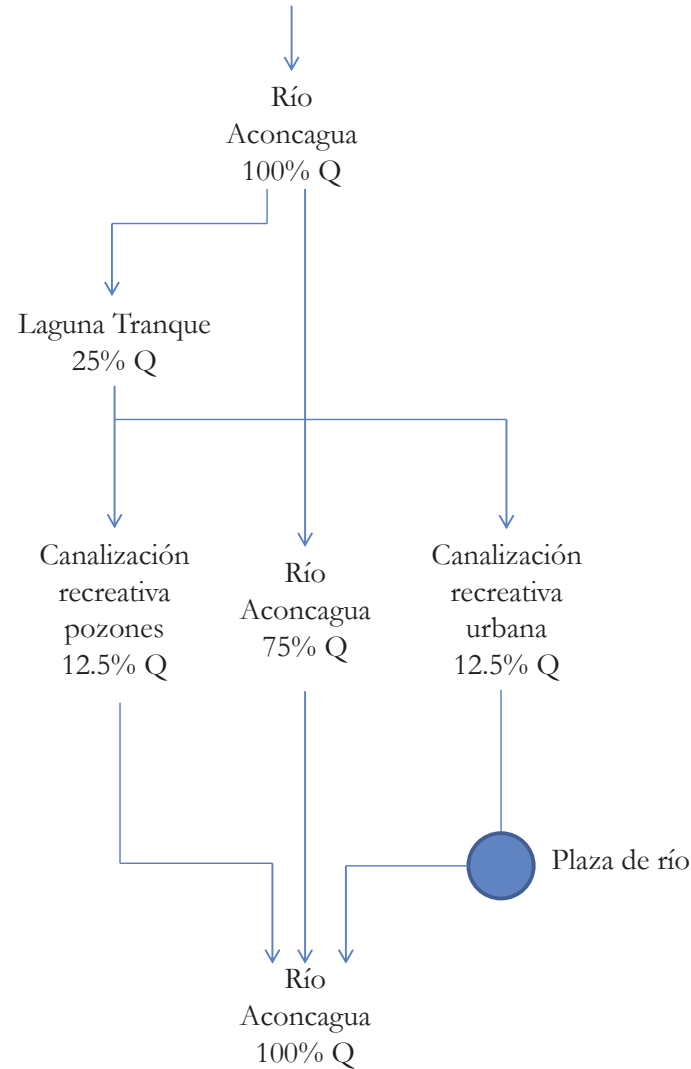 Río
Aconcagua
100% Q
Laguna Tranque
25% Q
Canalización
recreativa
pozones
12.5% Q
Río
Aconcagua
75% Q
Canalización
recreativa
urbana
12.5% Q
Plaza de río
Río
Aconcagua
100% Q